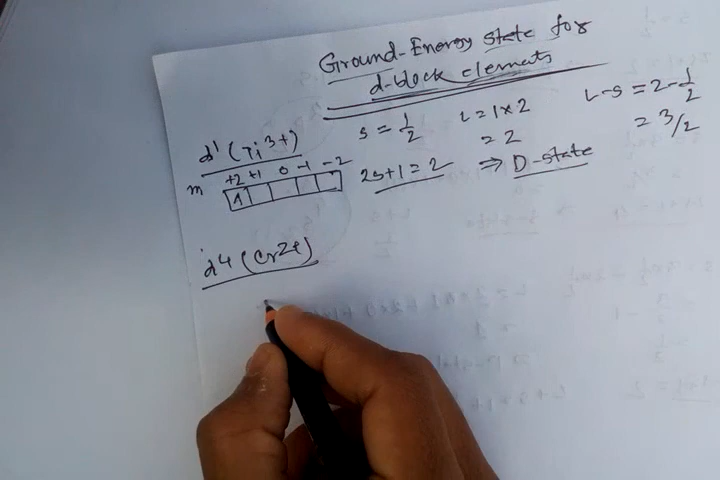 Ground-Energy state for
d-block elements
d¹ (Ti³⁺) s = 1/2 L = 1×2 L-s = 2-1/2
= 2 = 3/2
m +2 +1 0 -1 -2 2s+1 = 2 ⇒ D-state
1
d⁴ (Cr2+)